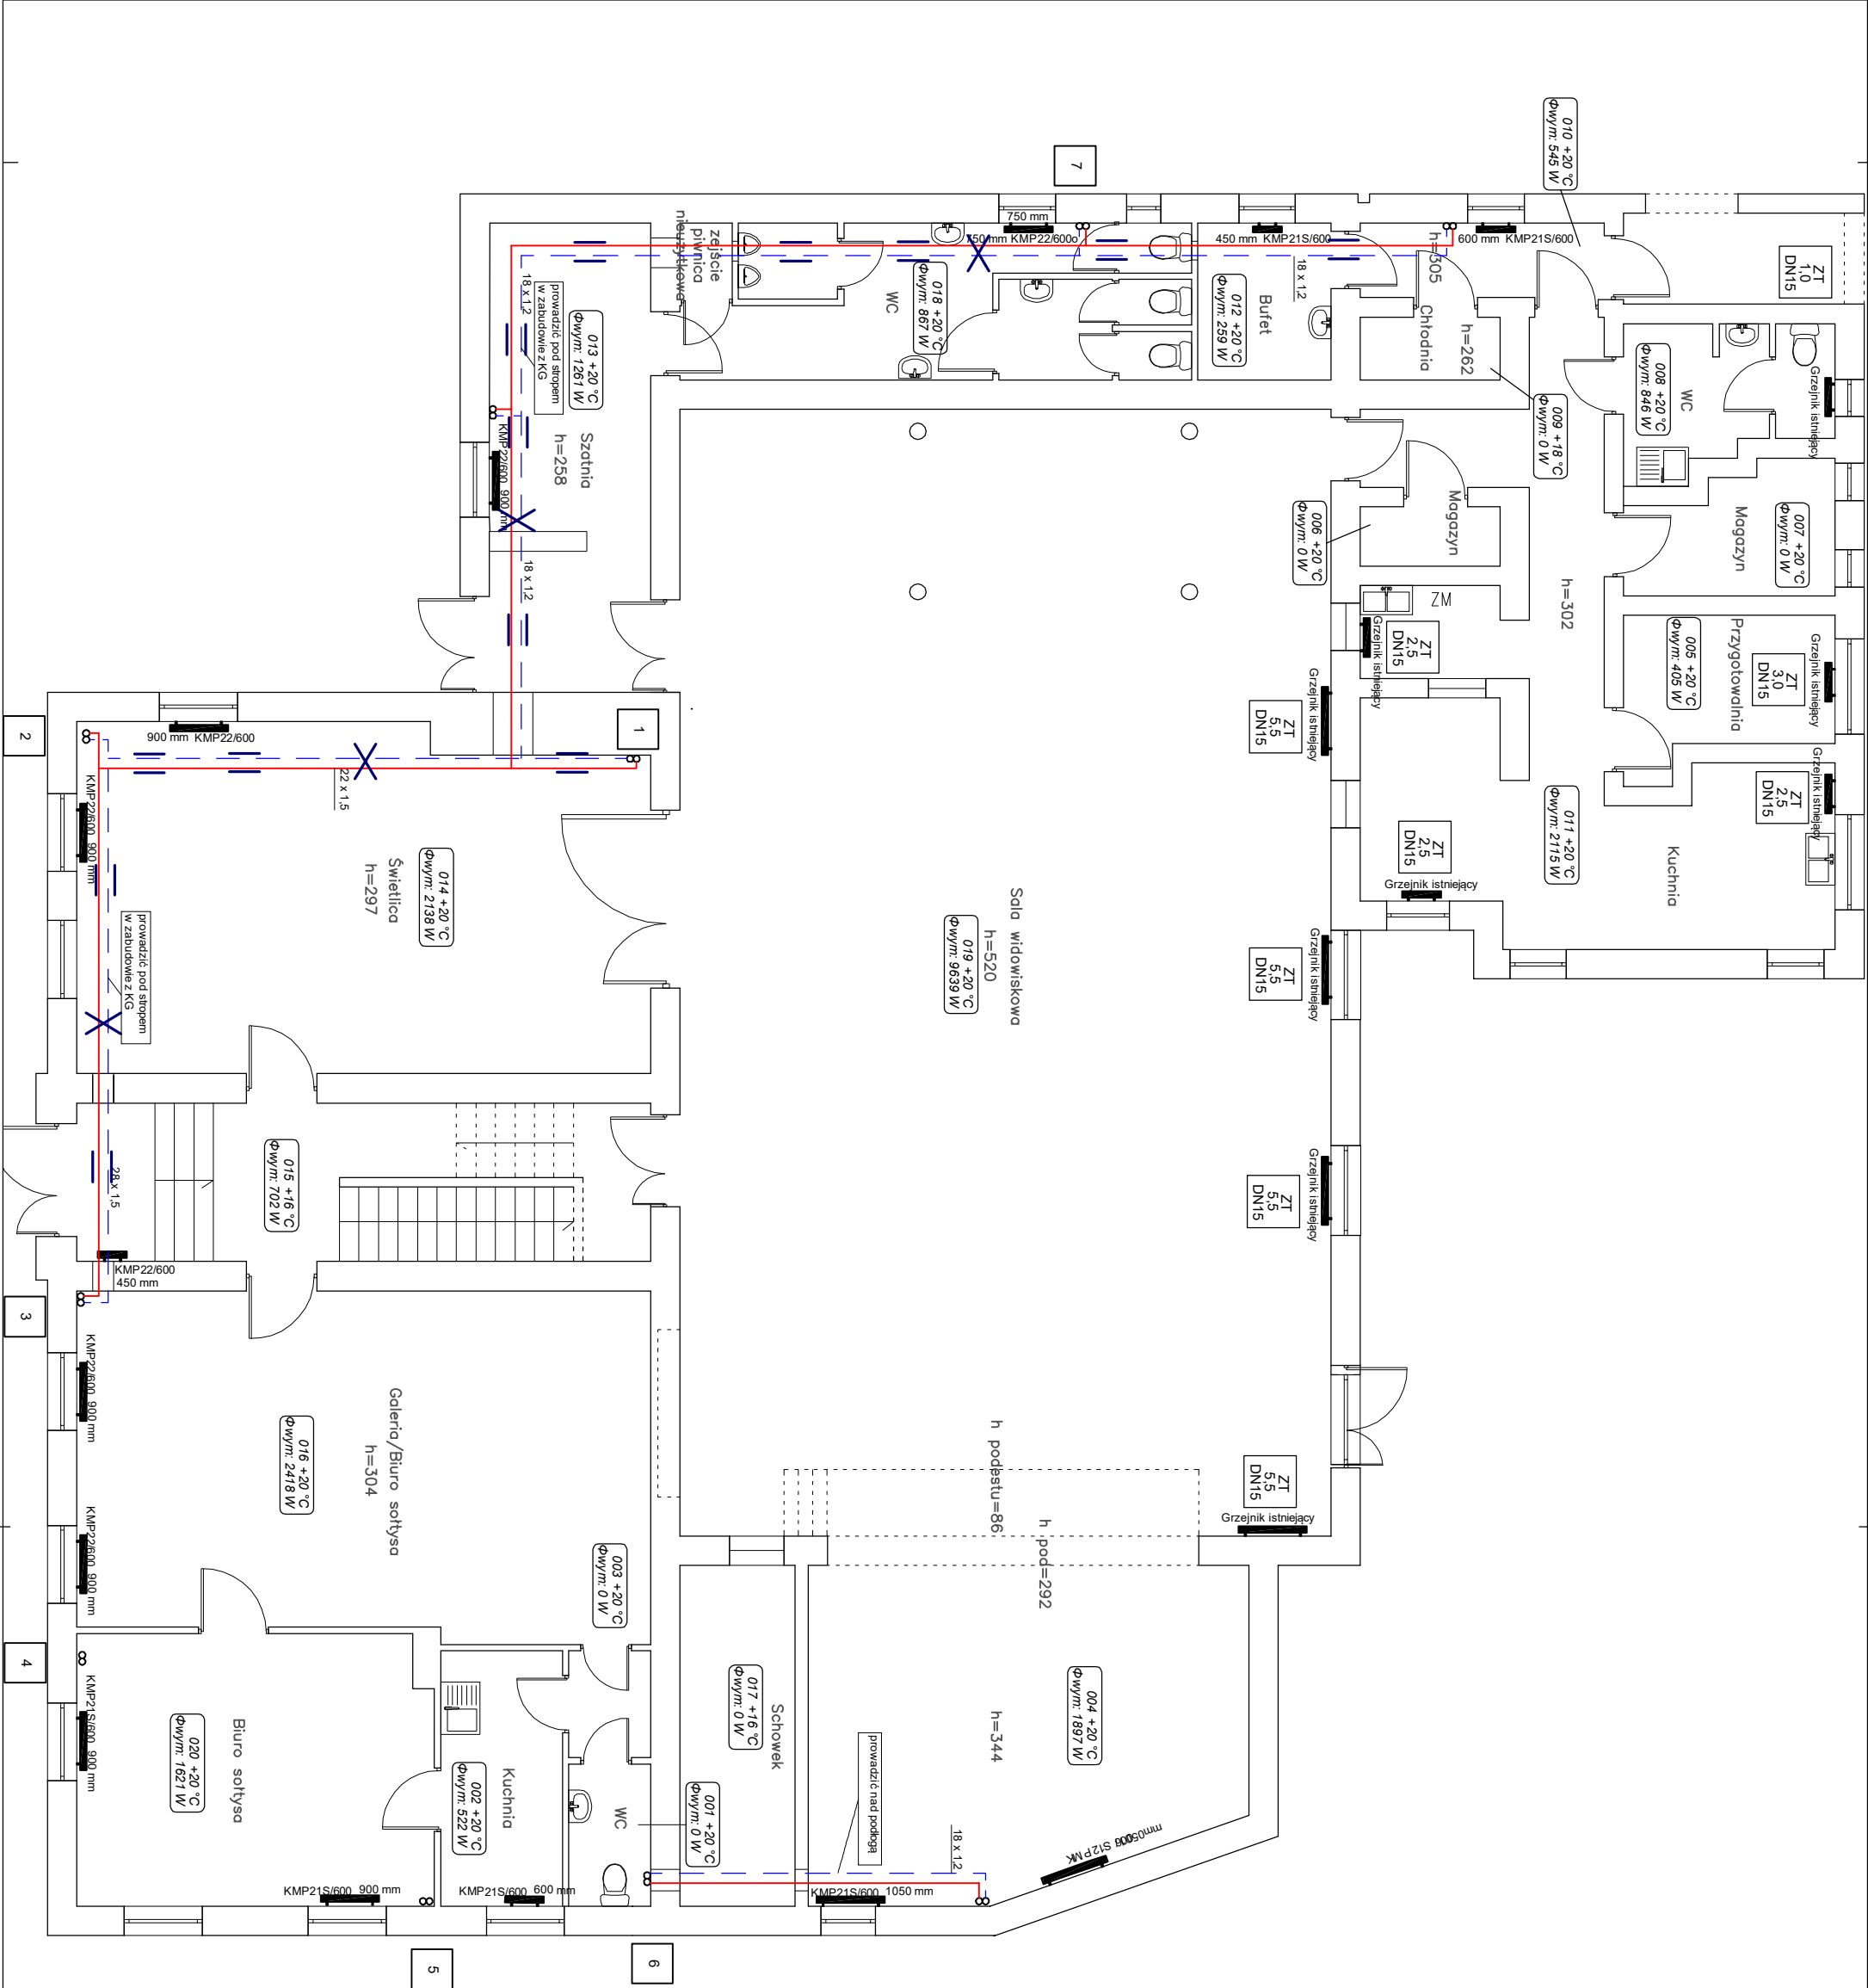 010 +20 °C
Φwym: 545 W
7
ZT
1,0
DN15
zejście
piwnica
nieużytkowa
750 mm
750 mm KMP22/600
450 mm KMP21S/600
600 mm KMP21S/600
h=305
18 x 1,2
018 +20 °C
Φwym: 867 W
WC
012 +20 °C
Φwym: 259 W
Bufet
Chłodnia
h=262
008 +20 °C
Φwym: 846 W
WC
Grzejnik istniejący
18 x 1,2
prowadzić pod stropem
w zabudowie z KG
013 +20 °C
Φwym: 1261 W
Szatnia
h=258
KMP22/600 900 mm
18 x 1,2
009 +18 °C
Φwym: 0 W
Magazyn
006 +20 °C
Φwym: 0 W
Magazyn
007 +20 °C
Φwym: 0 W
h=302
ZM
ZT
2,5
DN15
Grzejnik istniejący
Przygotowalnia
005 +20 °C
Φwym: 405 W
ZT
3,0
DN15
Grzejnik istniejący
ZT
5,5
DN15
Grzejnik istniejący
1
2
900 mm KMP22/600
22 x 1,5
KMP22/600 900 mm
ZT
2,5
DN15
Grzejnik istniejący
011 +20 °C
Φwym: 2115 W
Kuchnia
ZT
2,5
DN15
Grzejnik istniejący
014 +20 °C
Φwym: 2138 W
Świetlica
h=297
prowadzić pod stropem
w zabudowie z KG
Sala widowiskowa
h=520
019 +20 °C
Φwym: 9639 W
ZT
5,5
DN15
Grzejnik istniejący
015 +16 °C
Φwym: 702 W
28 x 1,5
KMP22/600
450 mm
ZT
5,5
DN15
Grzejnik istniejący
3
KMP22/600 900 mm
Galeria/Biuro sołtysa
h=304
016 +20 °C
Φwym: 2418 W
KMP22/600 900 mm
h podestu=86
h pod=292
ZT
5,5
DN15
Grzejnik istniejący
003 +20 °C
Φwym: 0 W
4
KMP21S/600 900 mm
020 +20 °C
Φwym: 1621 W
Biuro sołtysa
Kuchnia
002 +20 °C
Φwym: 522 W
WC
001 +20 °C
Φwym: 0 W
017 +16 °C
Φwym: 0 W
Schowek
004 +20 °C
Φwym: 1897 W
h=344
prowadzić nad podłogą
18 x 1,2
KMP21S/600 900 mm
KMP21S/600 600 mm
KMP21S/600 1050 mm
5
6